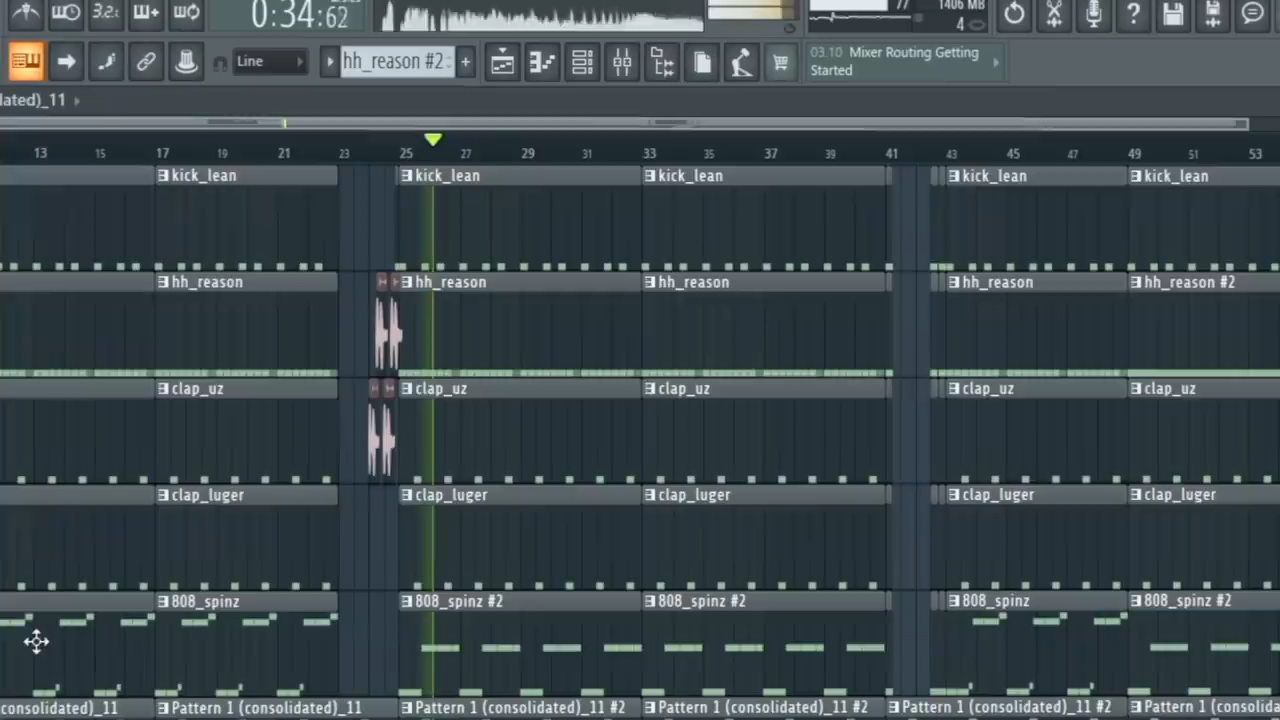 0:34:62
77
1406 MB
4
3.2:
?
Line
hh_reason #2
+
03.10 Mixer Routing Getting
Started
dated)_11
13 15 17 19 21 23 25 27 29 31 33 35 37 39 41 43 45 47 49 51 53
kick_lean kick_lean kick_lean kick_lean kick_lean
hh_reason hh_reason hh_reason hh_reason hh_reason #2
clap_uz clap_uz clap_uz clap_uz clap_uz
clap_luger clap_luger clap_luger clap_luger clap_luger
808_spinz 808_spinz #2 808_spinz #2 808_spinz 808_spinz #2
consolidated)_11 Pattern 1 (consolidated)_11 Pattern 1 (consolidated)_11 #2 Pattern 1 (consolidated)_11 #2 Pattern 1 (consolidated)_11 #2 Pattern 1 (consolida